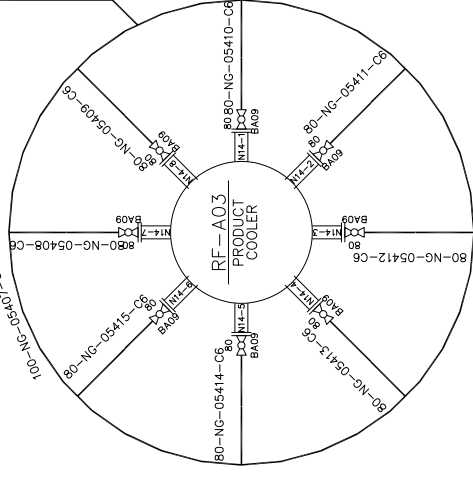 80-NG-05410-C6
80
BA09
N14-1
80-NG-05411-C6
80
BA09
N14-2
80-NG-05409-C6
80
BA09
N14-8
RF-A03
PRODUCT
COOLER
80-NG-05408-C6
80
BA09
N14-7
N14-3
BA09
80
80-NG-05412-C6
100-NG-05407-
80-NG-05415-C6
80
BA09
N14-6
N14-4
BA09
80
80-NG-05413-C6
N14-5
80
BA09
80-NG-05414-C6